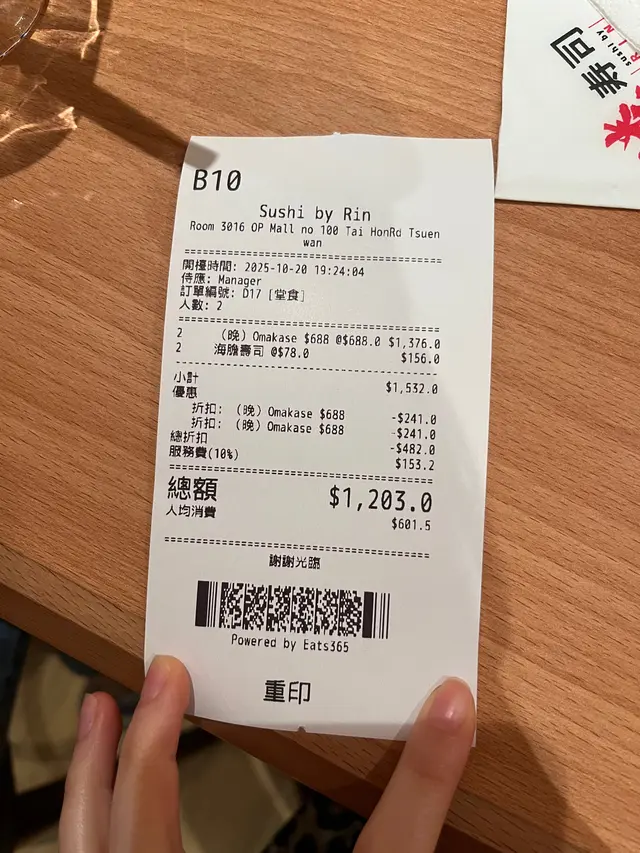 B10
Sushi by Rin
Room 3016 OP Mall no 100 Tai HonRd Tsuen
wan
開檯時間: 2025-10-20 19:24:04
侍應: Manager
訂單編號: D17 [堂食]
人數: 2
2 （晚）Omakase $688 @$688.0 $1,376.0
2 海膽壽司 @$78.0 $156.0
小計 $1,532.0
優惠
折扣: （晚）Omakase $688 -$241.0
折扣: （晚）Omakase $688 -$241.0
總折扣 -$482.0
服務費(10%) $153.2
總額 $1,203.0
人均消費 $601.5
謝謝光臨
Powered by Eats365
重印
寿司
sushi by
RIN